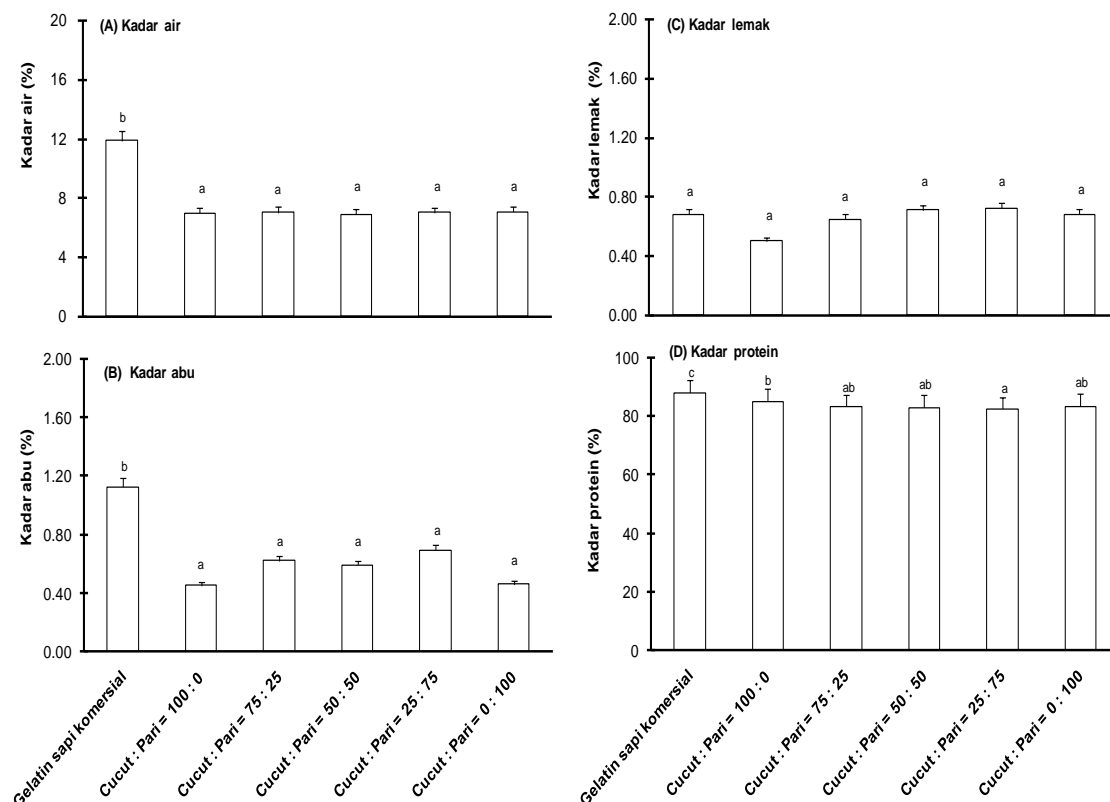 (A) Kadar air
Kadar air (%)
20
16
12
8
4
0
b
a
a
a
a
a
(C) Kadar lemak
Kadar lemak (%)
2.00
1.60
1.20
0.80
0.40
0.00
a
a
a
a
a
a
(B) Kadar abu
Kadar abu (%)
2.00
1.60
1.20
0.80
0.40
0.00
b
a
a
a
a
a
Gelatin sapi komersial
Cucut : Pari = 100 : 0
Cucut : Pari = 75 : 25
Cucut : Pari = 50 : 50
Cucut : Pari = 25 : 75
Cucut : Pari = 0 : 100
(D) Kadar protein
Kadar protein (%)
100
80
60
40
20
0
c
b
ab
ab
a
ab
Gelatin sapi komersial
Cucut : Pari = 100 : 0
Cucut : Pari = 75 : 25
Cucut : Pari = 50 : 50
Cucut : Pari = 25 : 75
Cucut : Pari = 0 : 100